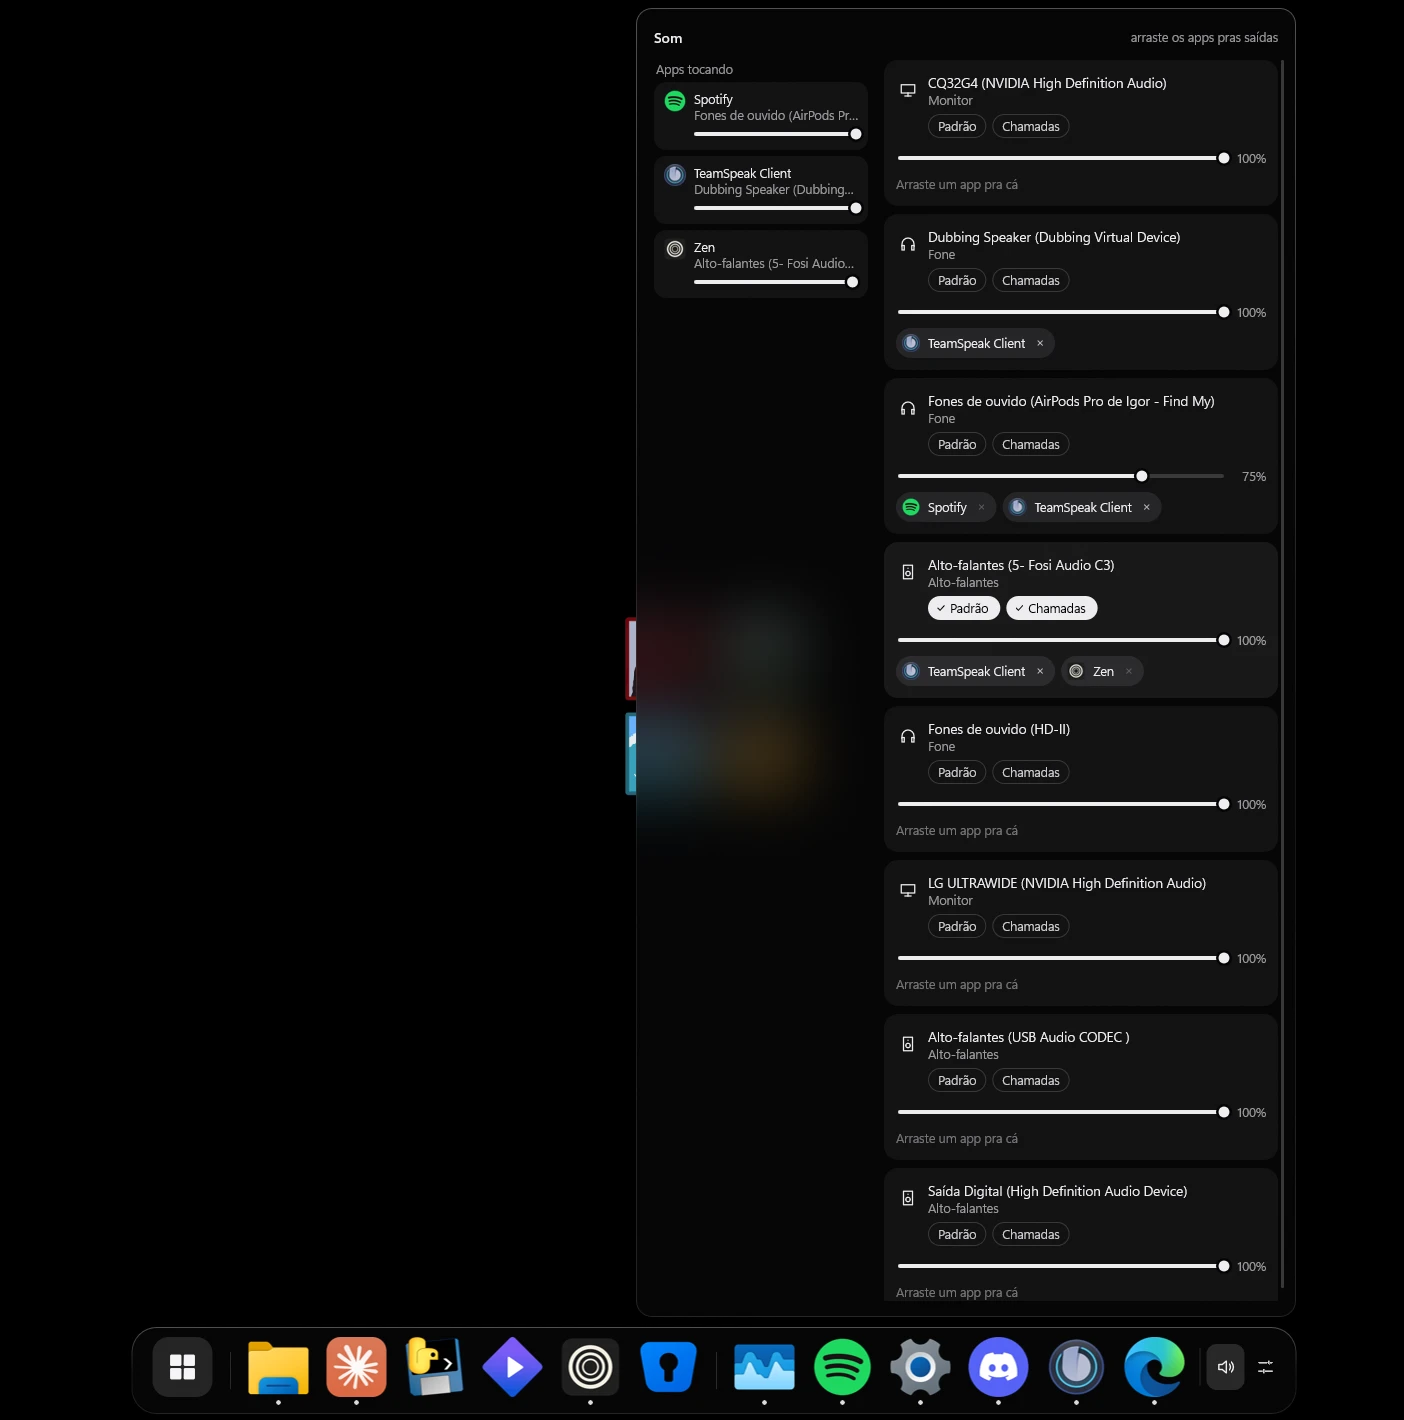 Som
arraste os apps pras saídas
Apps tocando
Spotify
Fones de ouvido (AirPods Pr...
TeamSpeak Client
Dubbing Speaker (Dubbing...
Zen
Alto-falantes (5- Fosi Audio...
CQ32G4 (NVIDIA High Definition Audio)
Monitor
Padrão Chamadas
100%
Arraste um app pra cá
Dubbing Speaker (Dubbing Virtual Device)
Fone
Padrão Chamadas
100%
TeamSpeak Client ×
Fones de ouvido (AirPods Pro de Igor - Find My)
Fone
Padrão Chamadas
75%
Spotify × TeamSpeak Client ×
Alto-falantes (5- Fosi Audio C3)
Alto-falantes
✓ Padrão ✓ Chamadas
100%
TeamSpeak Client × Zen ×
Fones de ouvido (HD-II)
Fone
Padrão Chamadas
100%
Arraste um app pra cá
LG ULTRAWIDE (NVIDIA High Definition Audio)
Monitor
Padrão Chamadas
100%
Arraste um app pra cá
Alto-falantes (USB Audio CODEC )
Alto-falantes
Padrão Chamadas
100%
Arraste um app pra cá
Saída Digital (High Definition Audio Device)
Alto-falantes
Padrão Chamadas
100%
Arraste um app pra cá